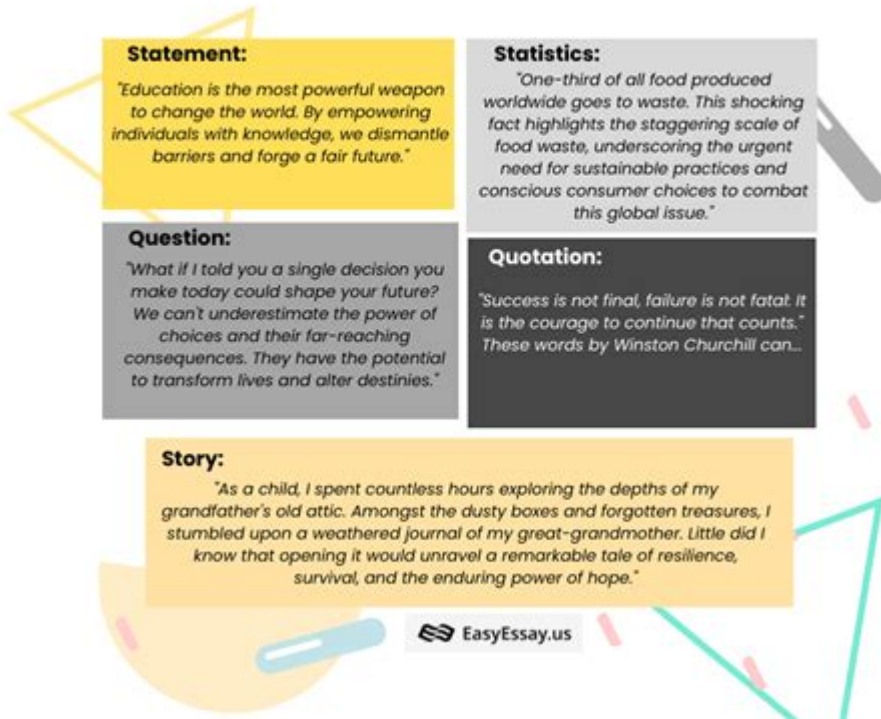 Statement:
"Education is the most powerful weapon
to change the world. By empowering
individuals with knowledge, we dismantle
barriers and forge a fair future."
Statistics:
"One-third of all food produced
worldwide goes to waste. This shocking
fact highlights the staggering scale of
food waste, underscoring the urgent
need for sustainable practices and
conscious consumer choices to combat
this global issue."
Question:
"What if I told you a single decision you
make today could shape your future?
We can't underestimate the power of
choices and their far-reaching
consequences. They have the potential
to transform lives and alter destinies."
Quotation:
"Success is not final, failure is not fatal: It
is the courage to continue that counts."
These words by Winston Churchill can...
Story:
"As a child, I spent countless hours exploring the depths of my
grandfather's old attic. Amongst the dusty boxes and forgotten treasures, I
stumbled upon a weathered journal of my great-grandmother. Little did I
know that opening it would unravel a remarkable tale of resilience,
survival, and the enduring power of hope."
EasyEssay.us